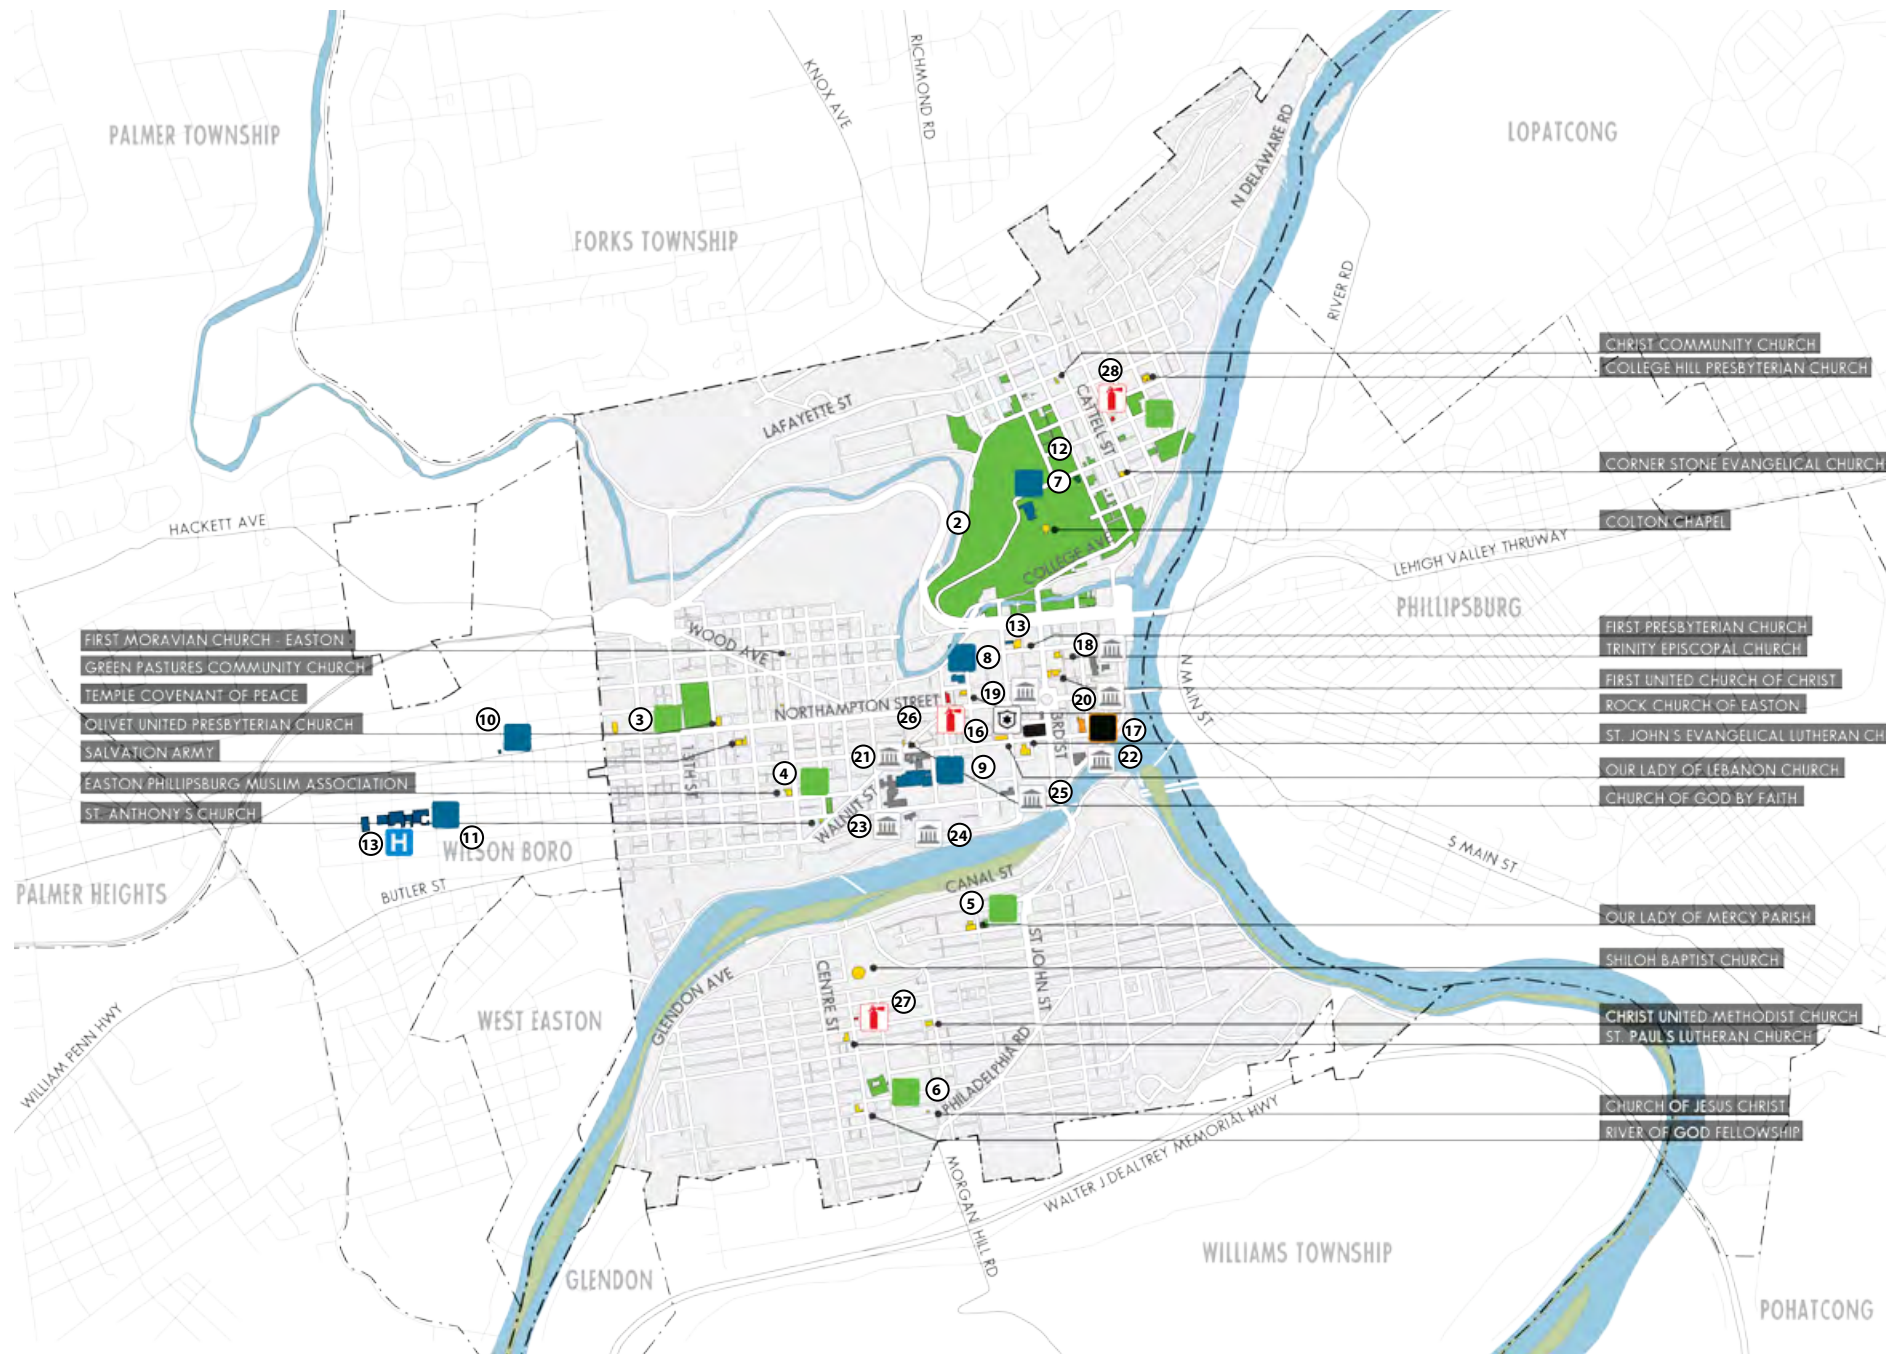 PALMER TOWNSHIP
FORKS TOWNSHIP
KNOX AVE
RICHMOND RD
N DELAWARE RD
LOPATCONG
RIVER RD
CHRIST COMMUNITY CHURCH
COLLEGE HILL PRESBYTERIAN CHURCH
28
LAFAYETTE ST
CATTELL ST
12
7
CORNER STONE EVANGELICAL CHURCH
2
HACKETT AVE
COLTON CHAPEL
COLLEGE AVE
LEHIGH VALLEY THRUWAY
PHILLIPSBURG
FIRST MORAVIAN CHURCH - EASTON
GREEN PASTURES COMMUNITY CHURCH
TEMPLE COVENANT OF PEACE
OLIVET UNITED PRESBYTERIAN CHURCH
SALVATION ARMY
EASTON PHILLIPSBURG MUSLIM ASSOCIATION
ST. ANTHONY S CHURCH
WOOD AVE
13
18
8
FIRST PRESBYTERIAN CHURCH
TRINITY EPISCOPAL CHURCH
FIRST UNITED CHURCH OF CHRIST
ROCK CHURCH OF EASTON
ST. JOHN S EVANGELICAL LUTHERAN CH
OUR LADY OF LEBANON CHURCH
CHURCH OF GOD BY FAITH
N MAIN ST
19
20
NORTHAMPTON STREET
3
10
26
16
3RD ST
17
13TH ST
21
22
4
9
25
WALNUT ST
23
24
13
H
11
WILSON BORO
BUTLER ST
PALMER HEIGHTS
S MAIN ST
CANAL ST
5
OUR LADY OF MERCY PARISH
ST JOHN ST
SHILOH BAPTIST CHURCH
CENTRE ST
GLENDON AVE
27
WEST EASTON
CHRIST UNITED METHODIST CHURCH
ST. PAUL'S LUTHERAN CHURCH
WILLIAM PENN HWY
6
PHILADELPHIA RD
CHURCH OF JESUS CHRIST
RIVER OF GOD FELLOWSHIP
WALTER J DEALTREY MEMORIAL HWY
MORGAN HILL RD
WILLIAMS TOWNSHIP
GLENDON
POHATCONG